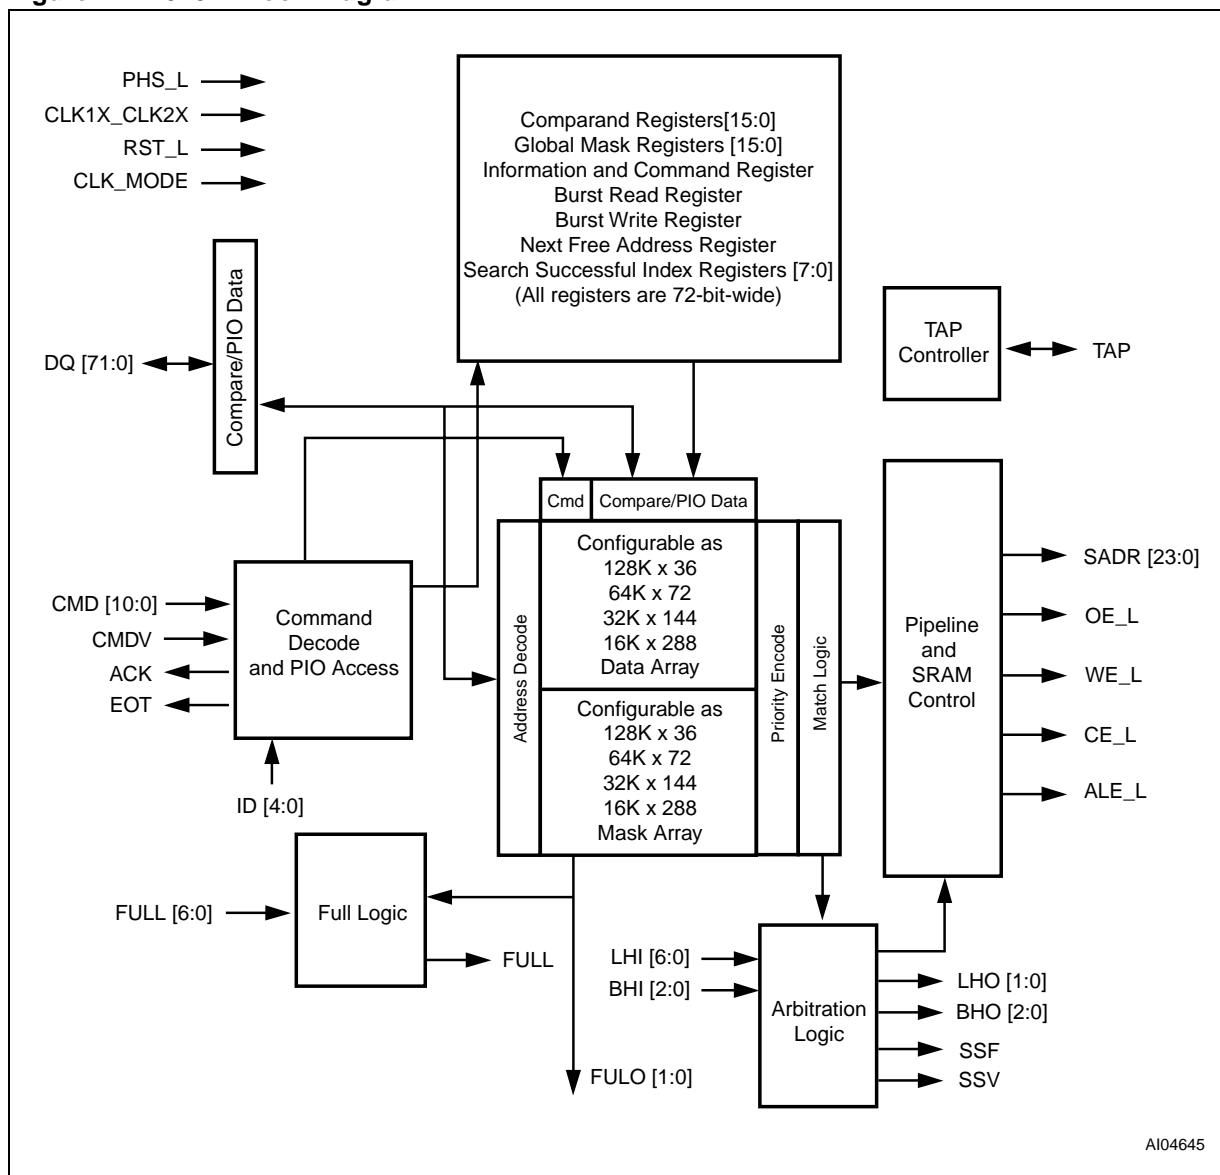 PHS_L
CLK1X_CLK2X
RST_L
CLK_MODE
Comparand Registers[15:0]
Global Mask Registers [15:0]
Information and Command Register
Burst Read Register
Burst Write Register
Next Free Address Register
Search Successful Index Registers [7:0]
(All registers are 72-bit-wide)
Compare/PIO Data
DQ [71:0]
TAP
Controller
TAP
Cmd
Compare/PIO Data
Address Decode
Configurable as
128K x 36
64K x 72
32K x 144
16K x 288
Data Array
Configurable as
128K x 36
64K x 72
32K x 144
16K x 288
Mask Array
Priority Encode
Match Logic
CMD [10:0]
CMDV
ACK
EOT
Command
Decode
and PIO Access
ID [4:0]
Pipeline
and
SRAM
Control
SADR [23:0]
OE_L
WE_L
CE_L
ALE_L
FULL [6:0]
Full Logic
FULL
FULO [1:0]
LHI [6:0]
BHI [2:0]
Arbitration
Logic
LHO [1:0]
BHO [2:0]
SSF
SSV
AI04645